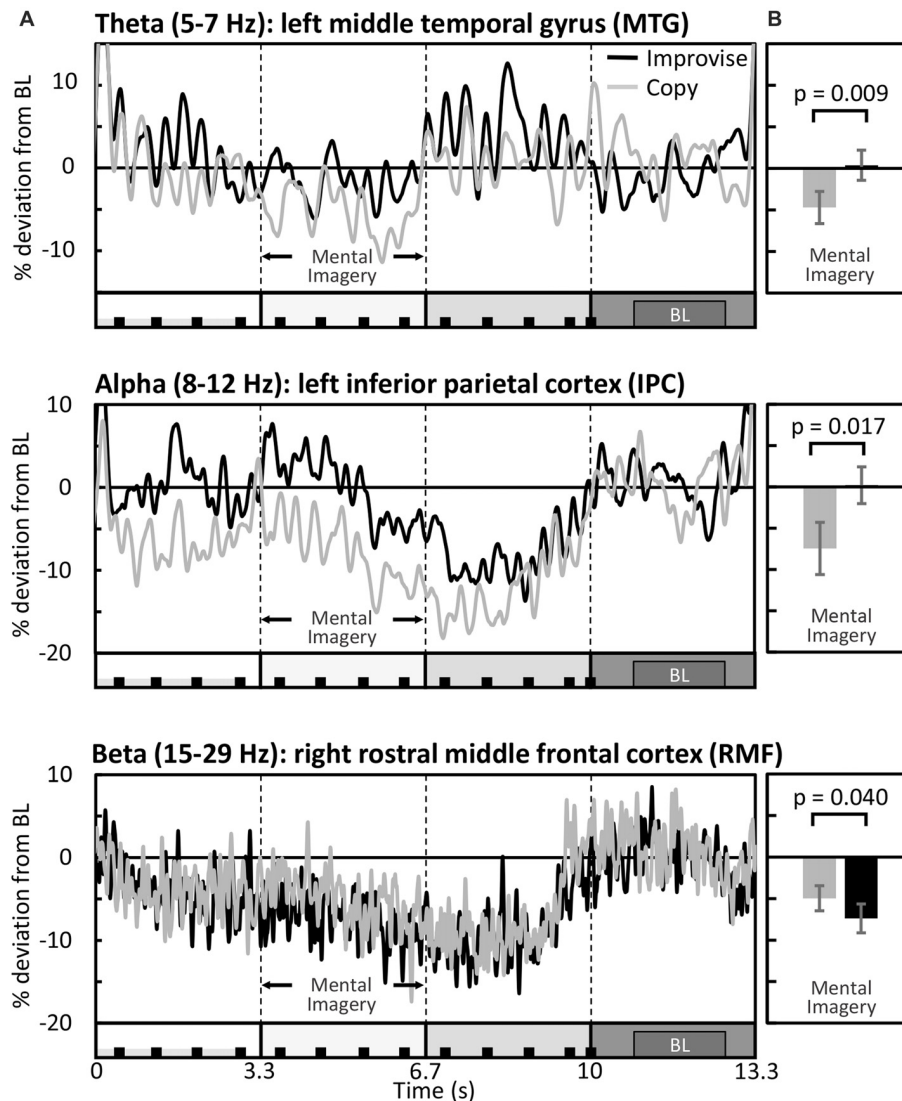 A
B
Theta (5-7 Hz): left middle temporal gyrus (MTG)
% deviation from BL
10
0
-10
Improvise
Copy
Mental
Imagery
BL
p = 0.009
Mental
Imagery
Alpha (8-12 Hz): left inferior parietal cortex (IPC)
% deviation from BL
10
0
-10
-20
Mental
Imagery
BL
p = 0.017
Mental
Imagery
Beta (15-29 Hz): right rostral middle frontal cortex (RMF)
% deviation from BL
10
0
-10
-20
Mental
Imagery
BL
p = 0.040
Mental
Imagery
0 3.3 6.7 10 13.3
Time (s)